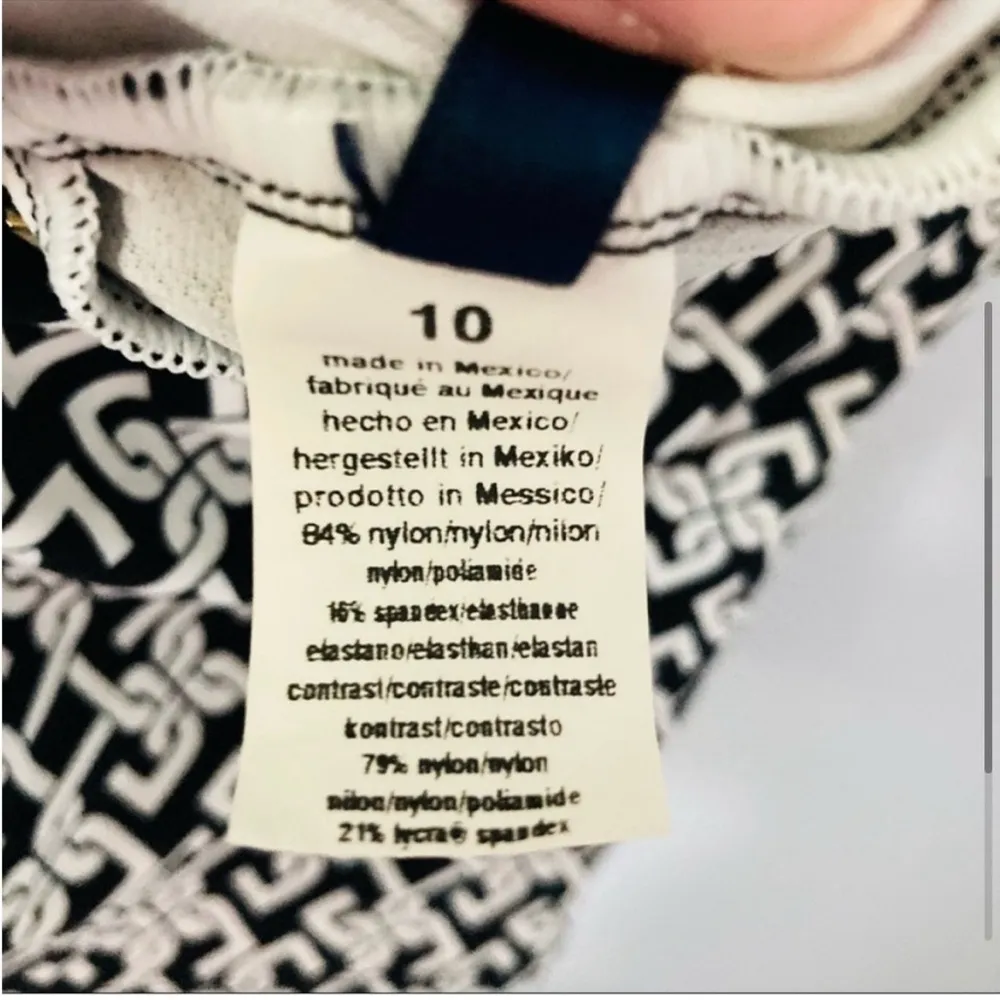 10
made in Mexico/
fabriqué au Mexique
hecho en Mexico/
hergestellt in Mexiko/
prodotto in Messico/
84% nylon/nylon/nilon
nylon/poliamide
16% spandex/elasthanne
elastano/elasthan/elastan
contrast/contraste/contraste
kontrast/contrasto
79% nylon/nylon
nilon/nylon/poliamide
21% lycra® spandex